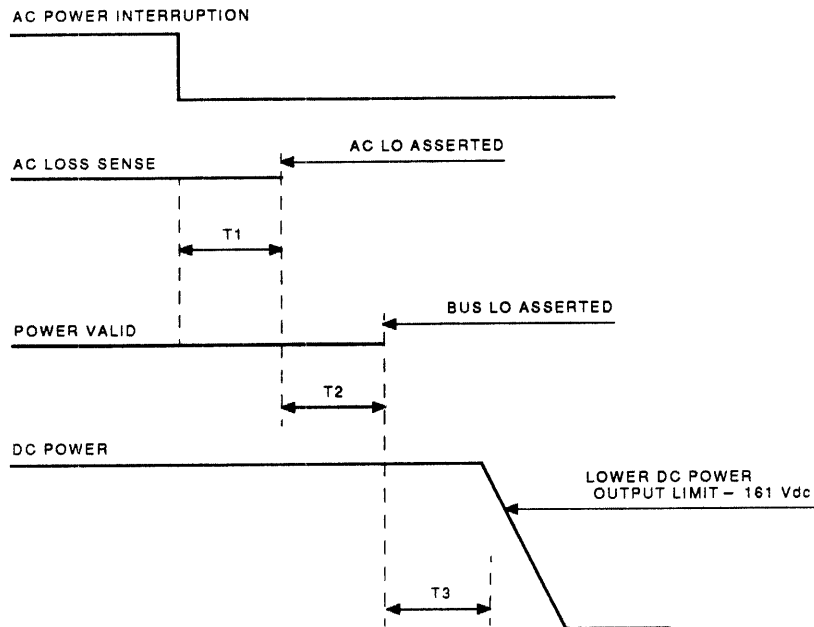 AC POWER INTERRUPTION
AC LO ASSERTED
AC LOSS SENSE
T1
BUS LO ASSERTED
POWER VALID
T2
DC POWER
LOWER DC POWER
OUTPUT LIMIT – 161 Vdc
T3